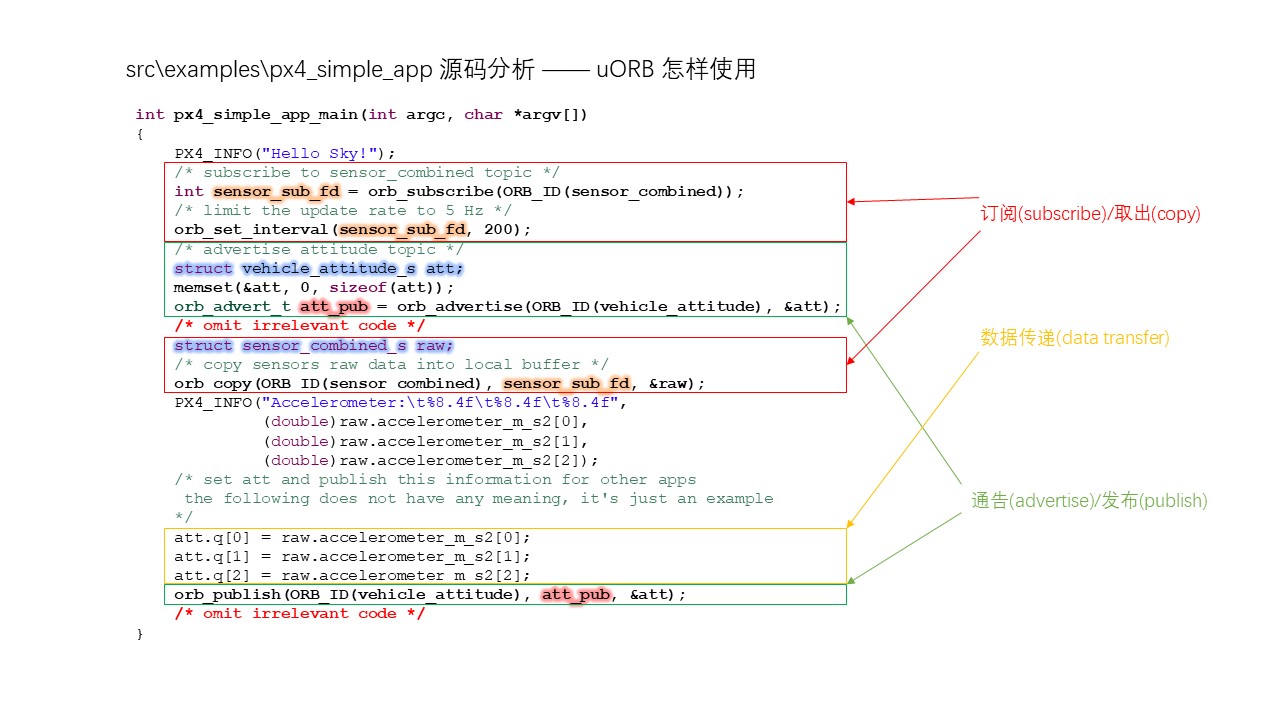 src\examples\px4_simple_app 源码分析 —— uORB 怎样使用
int px4_simple_app_main(int argc, char *argv[])
{
PX4_INFO("Hello Sky!");
/* subscribe to sensor_combined topic */
int sensor_sub_fd = orb_subscribe(ORB_ID(sensor_combined));
/* limit the update rate to 5 Hz */
orb_set_interval(sensor_sub_fd, 200);
/* advertise attitude topic */
struct vehicle_attitude_s att;
memset(&att, 0, sizeof(att));
orb_advert_t att_pub = orb_advertise(ORB_ID(vehicle_attitude), &att);
/* omit irrelevant code */
struct sensor_combined_s raw;
/* copy sensors raw data into local buffer */
orb_copy(ORB_ID(sensor_combined), sensor_sub_fd, &raw);
PX4_INFO("Accelerometer:\t%8.4f\t%8.4f\t%8.4f",
(double)raw.accelerometer_m_s2[0],
(double)raw.accelerometer_m_s2[1],
(double)raw.accelerometer_m_s2[2]);
/* set att and publish this information for other apps
the following does not have any meaning, it's just an example
*/
att.q[0] = raw.accelerometer_m_s2[0];
att.q[1] = raw.accelerometer_m_s2[1];
att.q[2] = raw.accelerometer_m_s2[2];
orb_publish(ORB_ID(vehicle_attitude), att_pub, &att);
/* omit irrelevant code */
}
订阅(subscribe)/取出(copy)
数据传递(data transfer)
通告(advertise)/发布(publish)